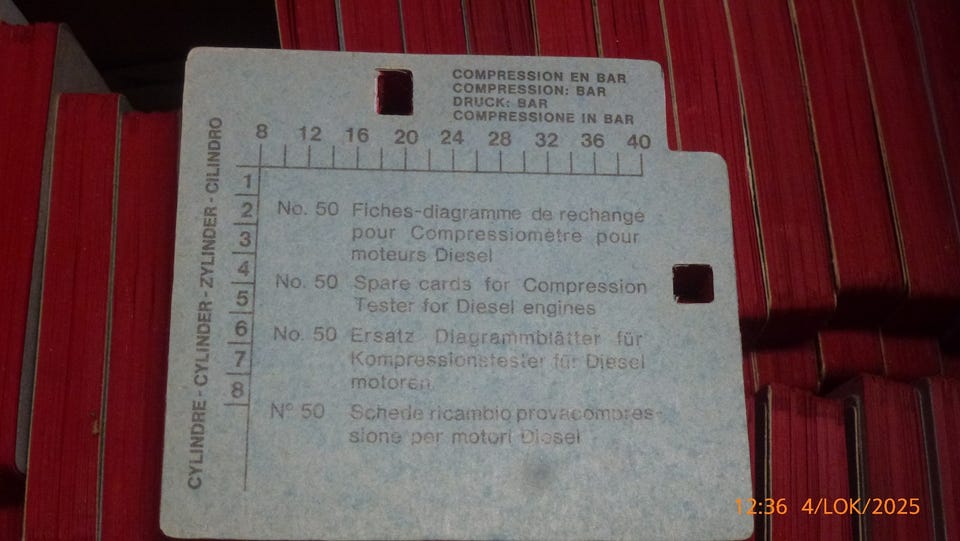 COMPRESSION EN BAR
COMPRESSION: BAR
DRUCK: BAR
COMPRESSIONE IN BAR
8 12 16 20 24 28 32 36 40
CYLINDRE - CYLINDER - ZYLINDER - CILINDRO
1
2
3
4
5
6
7
8
No. 50 Fiches-diagramme de rechange
pour Compressiomètre pour
moteurs Diesel
No. 50 Spare cards for Compression
Tester for Diesel engines
No. 50 Ersatz Diagrammblätter für
Kompressionstester für Diesel
motoren
N° 50 Schede ricambio provacompres-
sione per motori Diesel
12:36 4/LOK/2025